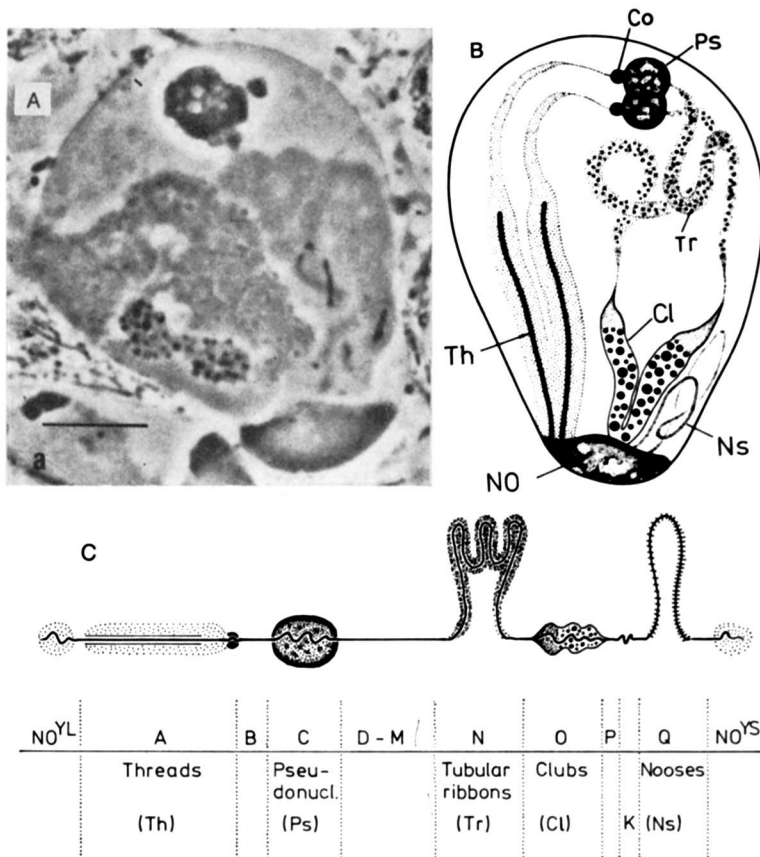 A
a
B
Co
Ps
Tr
Cl
Th
Ns
NO
C
NO^YL A B C D-M N O P Q NO^YS
Threads Pseu- Tubular Clubs Nooses
donucl. ribbons
(Th) (Ps) (Tr) (Cl) K (Ns)